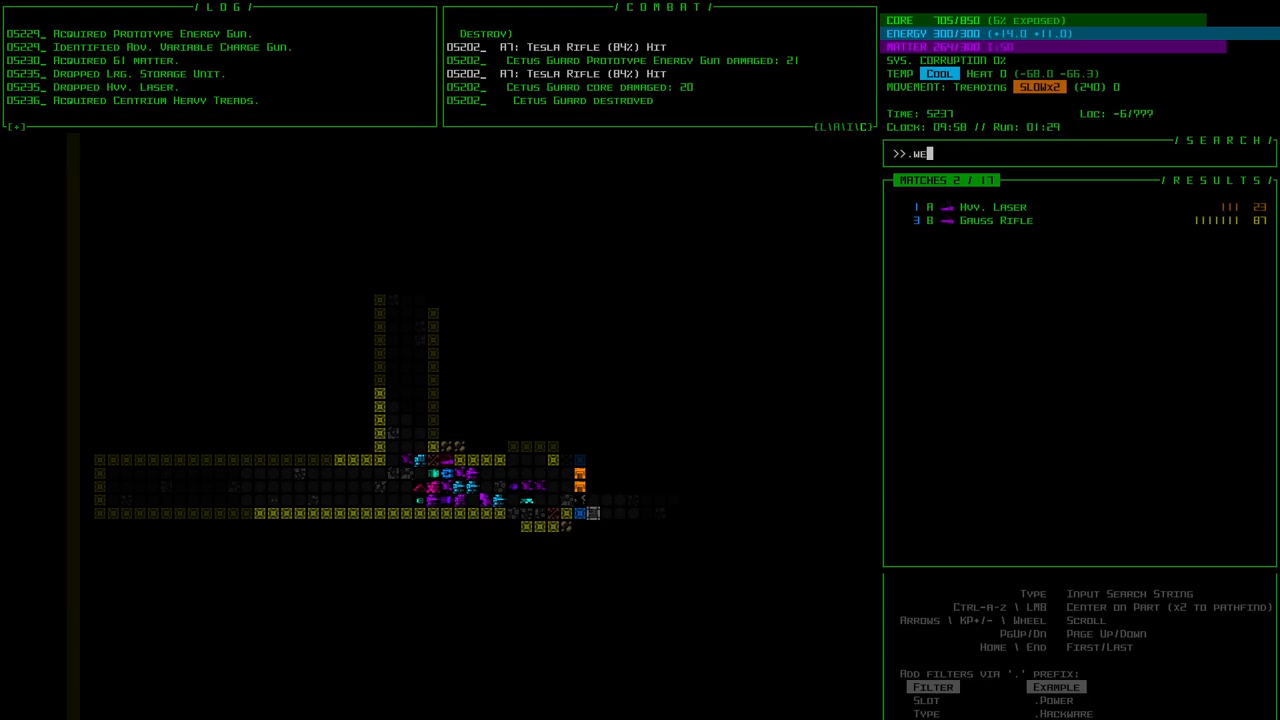 / L O G /
05229_ Acquired Prototype Energy Gun.
05229_ Identified Adv. Variable Charge Gun.
05230_ Acquired 61 matter.
05235_ Dropped Lrg. Storage Unit.
05235_ Dropped Hvy. Laser.
05236_ Acquired Centrium Heavy Treads.
[+]
/ C O M B A T /
Destroy)
05202_ A7: Tesla Rifle (84%) Hit
05202_ Cetus Guard Prototype Energy Gun damaged: 21
05202_ A7: Tesla Rifle (84%) Hit
05202_ Cetus Guard core damaged: 20
05202_ Cetus Guard destroyed
(L\A\I\C)
CORE 705/850 (6% exposed)
ENERGY 300/300 (+14.0 +11.0)
MATTER 264/300 I:50
SYS. CORRUPTION 0%
TEMP Cool Heat 0 (-68.0 -66.3)
MOVEMENT: Treading SLOWx2 (240) 0
Time: 5237 Loc: -6/???
Clock: 09:58 // Run: 01:29
/ S E A R C H /
>>.we
MATCHES 2 / 17
/ R E S U L T S /
1 A Hvy. Laser 23
3 B Gauss Rifle 87
Type Input Search String
Ctrl-A-Z \ LMB Center on Part (x2 to pathfind)
Arrows \ KP+/- \ Wheel Scroll
PgUp/Dn Page Up/Down
Home \ End First/Last
Add filters via '.' prefix:
Filter Example
Slot .Power
Type .Hackware